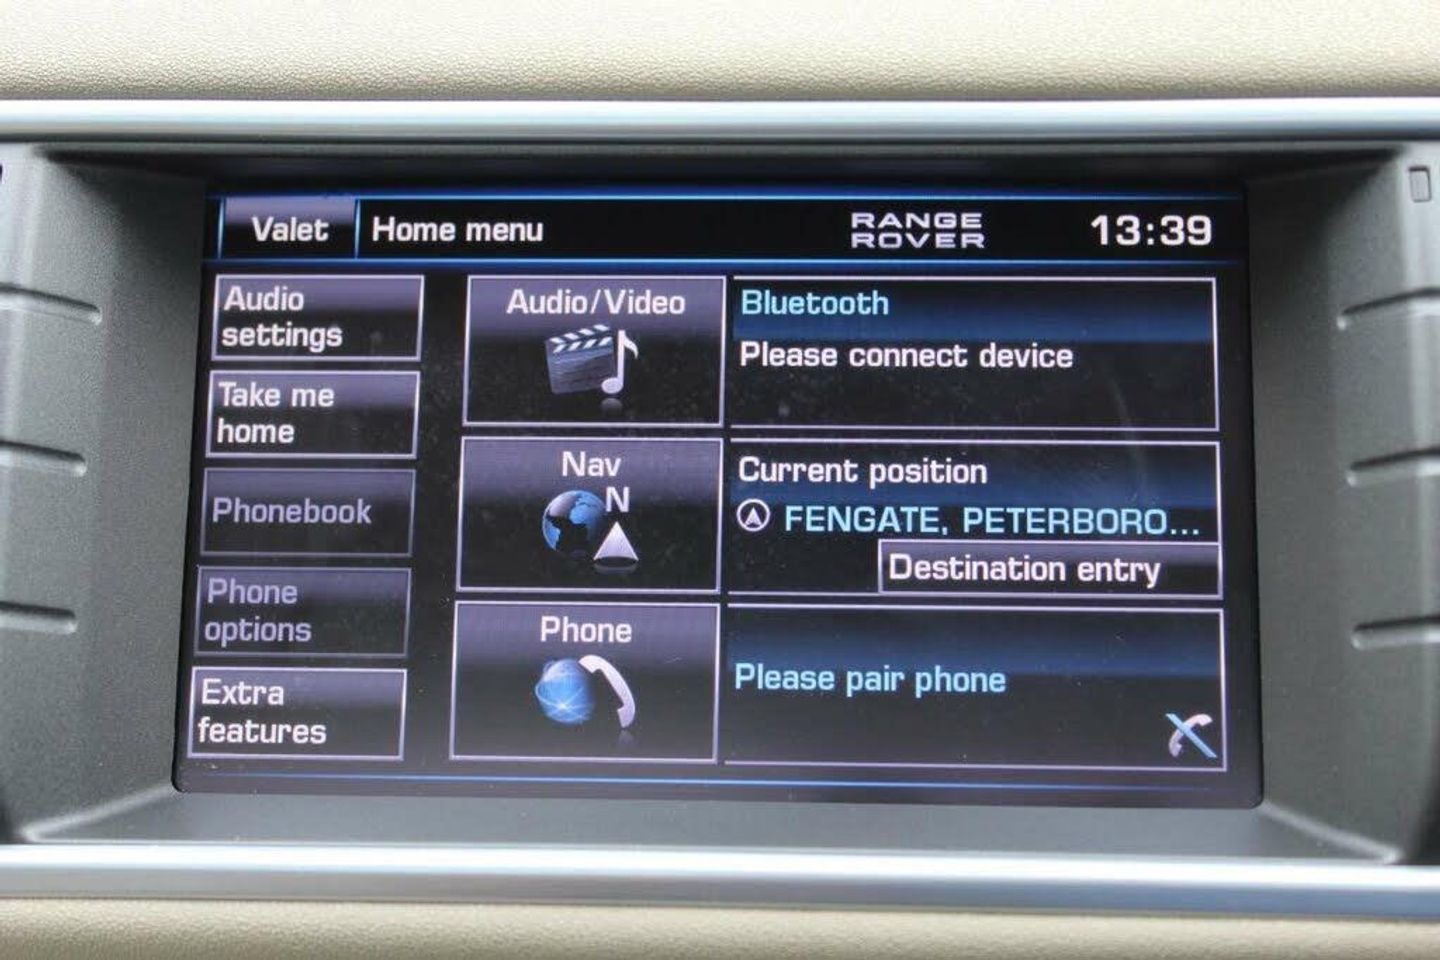 Valet
Home menu
RANGE
ROVER
13:39
Audio
settings
Take me
home
Phonebook
Phone
options
Extra
features
Audio/Video
Nav
N
Phone
Bluetooth
Please connect device
Current position
FENGATE, PETERBORO...
Destination entry
Please pair phone